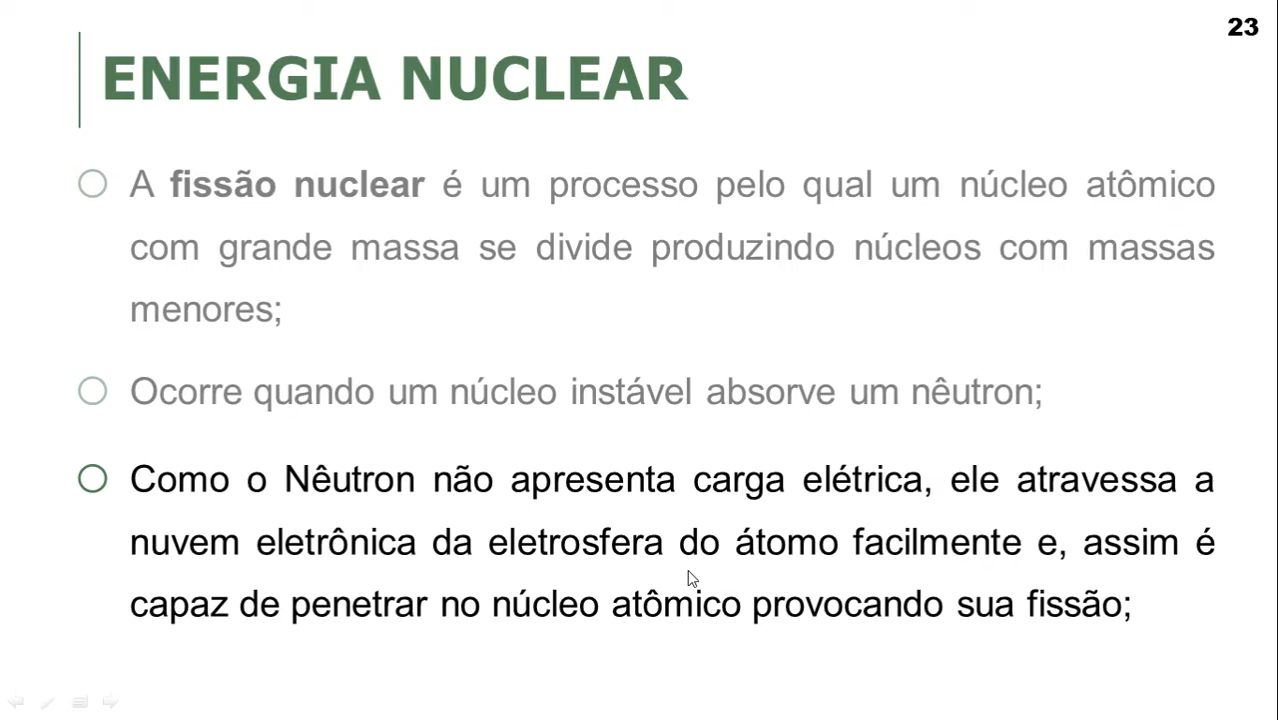 23
ENERGIA NUCLEAR
A fissão nuclear é um processo pelo qual um núcleo atômico
com grande massa se divide produzindo núcleos com massas
menores;
Ocorre quando um núcleo instável absorve um nêutron;
Como o Nêutron não apresenta carga elétrica, ele atravessa a
nuvem eletrônica da eletrosfera do átomo facilmente e, assim é
capaz de penetrar no núcleo atômico provocando sua fissão;